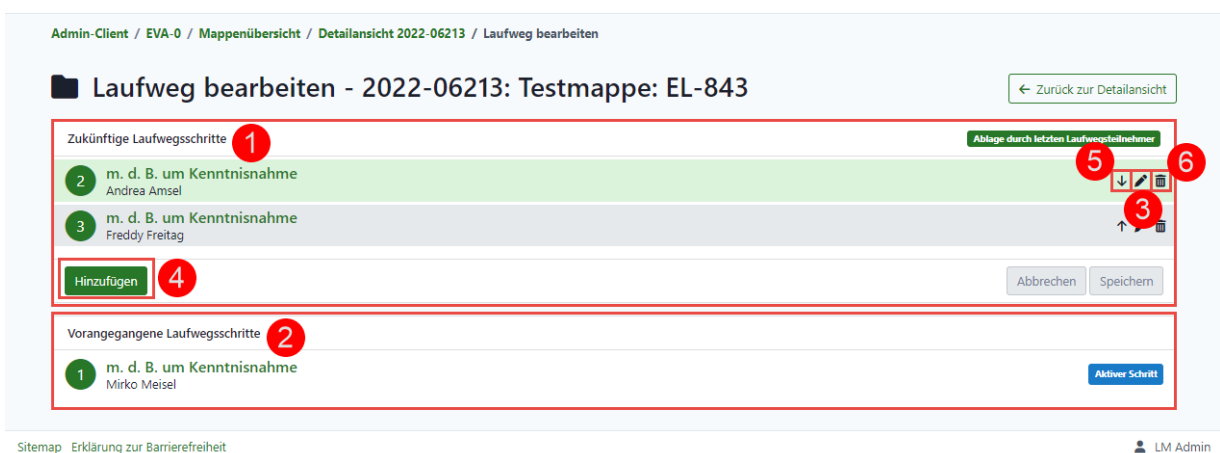 Admin-Client / EVA-0 / Mappenübersicht / Detailansicht 2022-06213 / Laufweg bearbeiten
Laufweg bearbeiten - 2022-06213: Testmappe: EL-843
← Zurück zur Detailansicht
Zukünftige Laufwegsschritte 1
Ablage durch letzten Laufwegsteilnehmer
5 6
2 m. d. B. um Kenntnisnahme
Andrea Amsel
3
3 m. d. B. um Kenntnisnahme
Freddy Freitag
Hinzufügen 4 Abbrechen Speichern
Vorangegangene Laufwegsschritte 2
1 m. d. B. um Kenntnisnahme
Mirko Meisel
Aktiver Schritt
Sitemap Erklärung zur Barrierefreiheit LM Admin